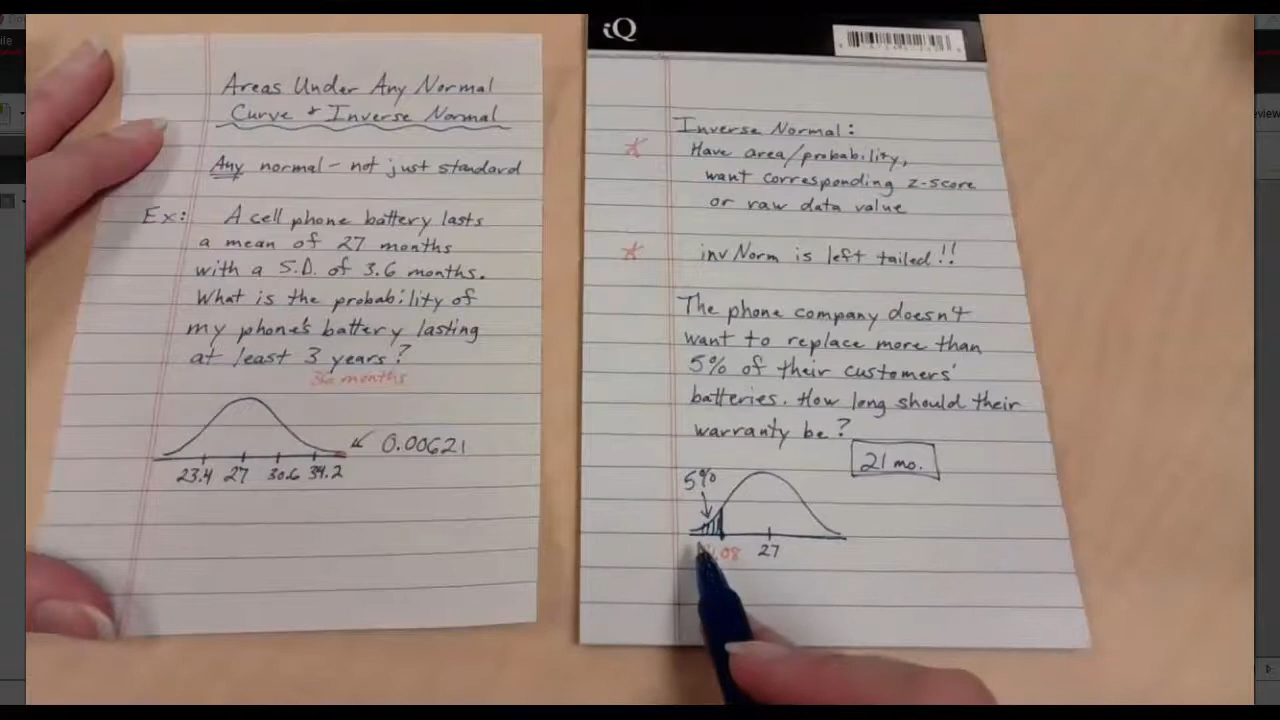 iQ
Areas Under Any Normal
Curve + Inverse Normal
Any normal – not just standard
Ex: A cell phone battery lasts
a mean of 27 months
with a S.D. of 3.6 months.
What is the probability of
my phone's battery lasting
at least 3 years?
36 months
0.00621
23.4 27 30.6 34.2
Inverse Normal:
* Have area/probability,
want corresponding z-score
or raw data value
* invNorm is left tailed!!
The phone company doesn't
want to replace more than
5% of their customers'
batteries. How long should their
warranty be?
21 mo.
5%
27